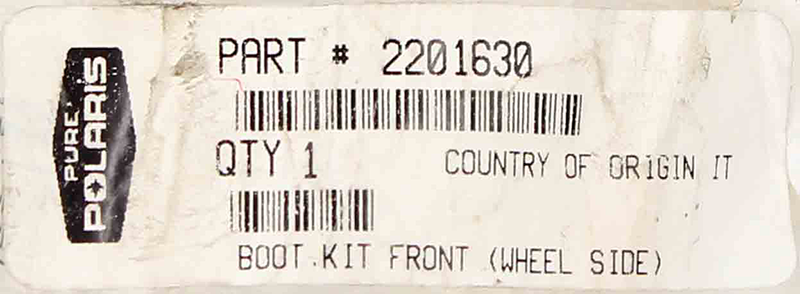 PURE
POLARIS
PART # 2201630
QTY 1
COUNTRY OF ORIGIN IT
BOOT KIT FRONT (WHEEL SIDE)